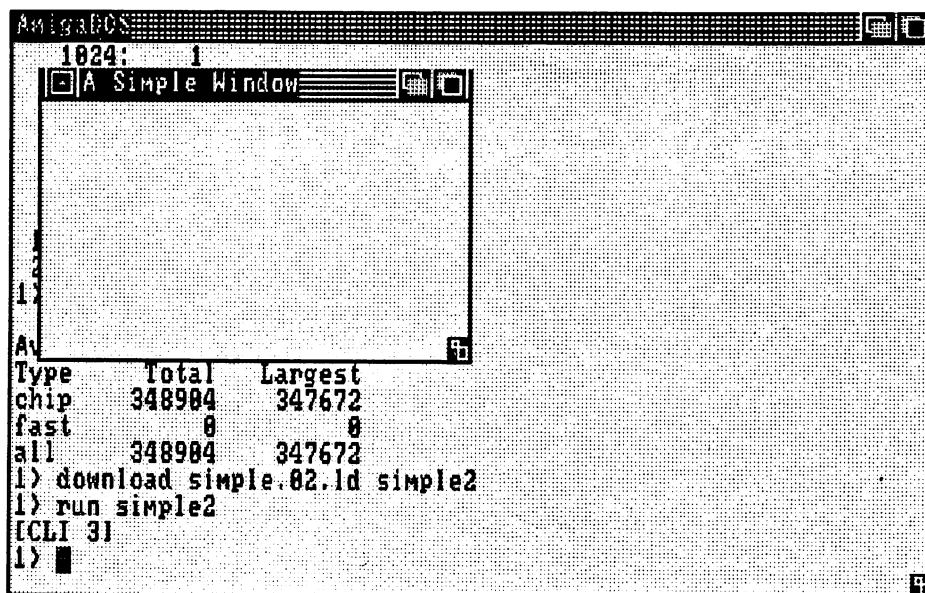 AmigaDOS
1024: 1
A Simple Window
1>
Type Total Largest
chip 348904 347672
fast 0 0
all 348904 347672
1> download simple.02.ld simple2
1> run simple2
[CLI 3]
1>